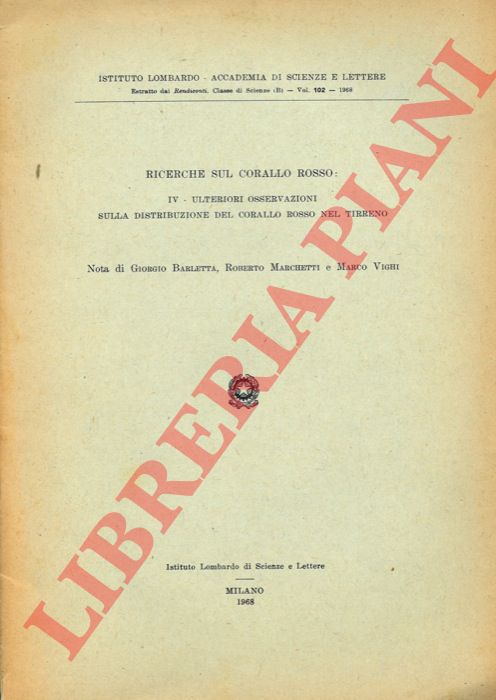 ISTITUTO LOMBARDO - ACCADEMIA DI SCIENZE E LETTERE
Estratto dai Rendiconti, Classe di Scienze (B) — Vol. 102 — 1968
RICERCHE SUL CORALLO ROSSO:
IV - ULTERIORI OSSERVAZIONI
SULLA DISTRIBUZIONE DEL CORALLO ROSSO NEL TIRRENO
Nota di GIORGIO BARLETTA, ROBERTO MARCHETTI e MARCO VIGHI
LIBRERIA PIANI
Istituto Lombardo di Scienze e Lettere
MILANO
1968